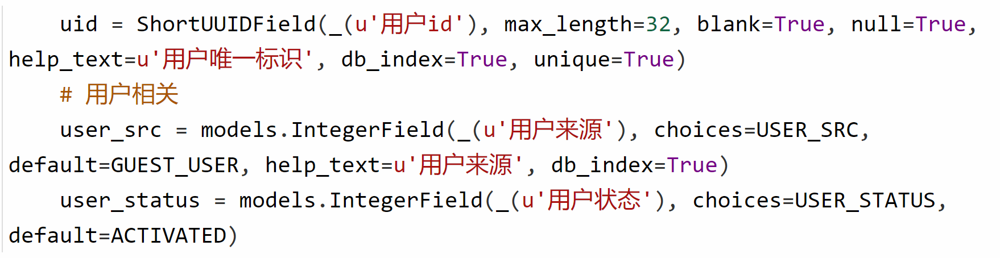 uid = ShortUUIDField(_(u'用户id'), max_length=32, blank=True, null=True,
help_text=u'用户唯一标识', db_index=True, unique=True)
# 用户相关
user_src = models.IntegerField(_(u'用户来源'), choices=USER_SRC,
default=GUEST_USER, help_text=u'用户来源', db_index=True)
user_status = models.IntegerField(_(u'用户状态'), choices=USER_STATUS,
default=ACTIVATED)